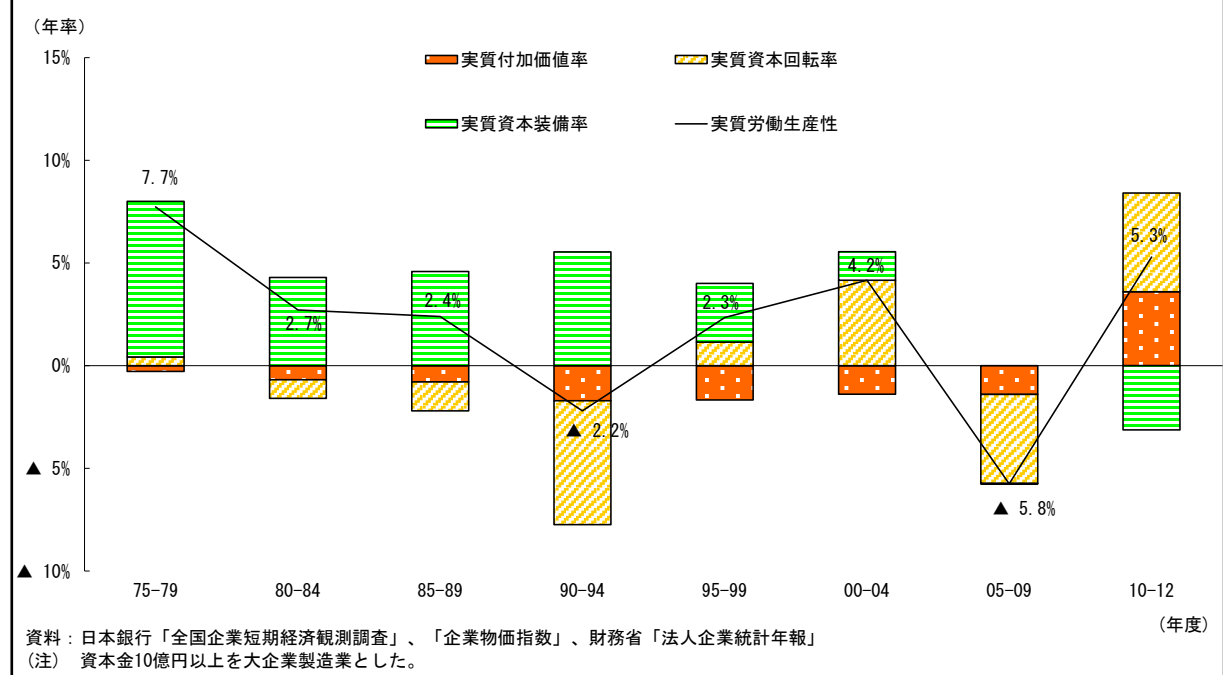 （年率）
15%
実質付加価値率
実質資本回転率
実質資本装備率
実質労働生産性
10%
7.7%
5%
5.3%
4.2%
2.7%
2.4%
2.3%
0%
▲ 2.2%
▲ 5%
▲ 5.8%
▲ 10%
75-79 80-84 85-89 90-94 95-99 00-04 05-09 10-12
（年度）
資料：日本銀行「全国企業短期経済観測調査」、「企業物価指数」、財務省「法人企業統計年報」
（注） 資本金10億円以上を大企業製造業とした。